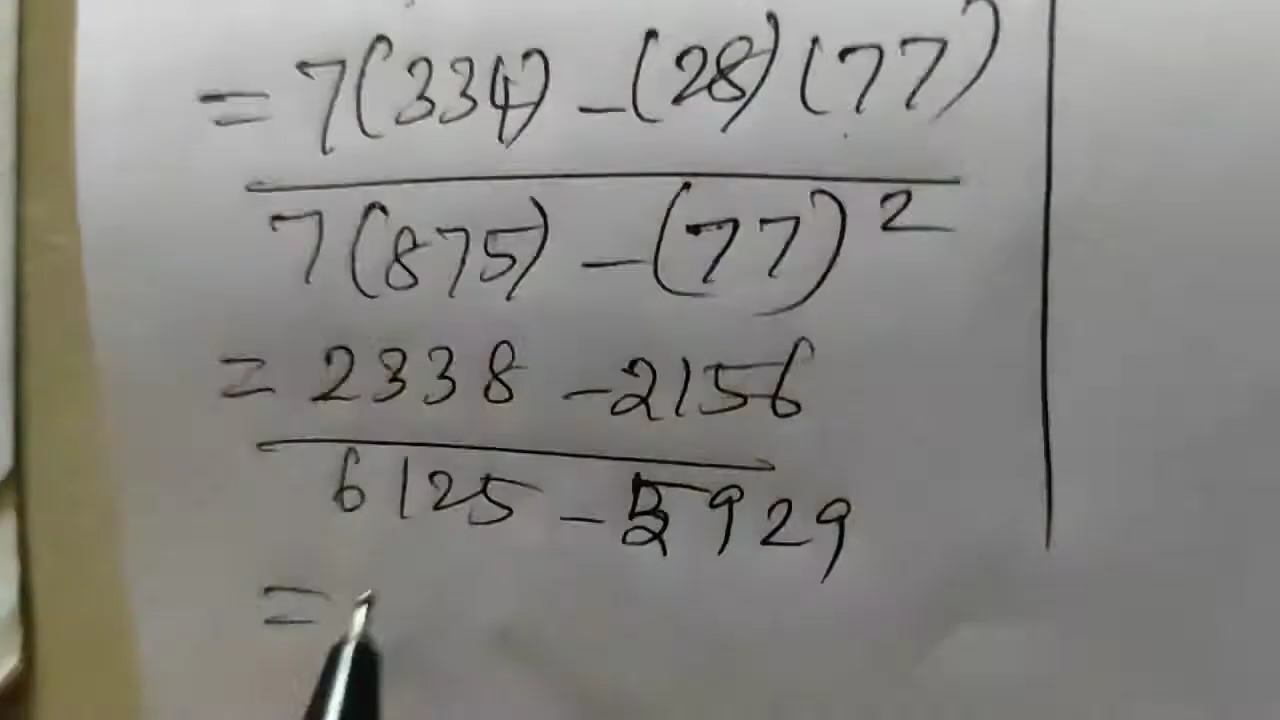 = 7(334) - (28) (77)
7(875) - (77)²
= 2338 - 2156
6125 - 5929
=